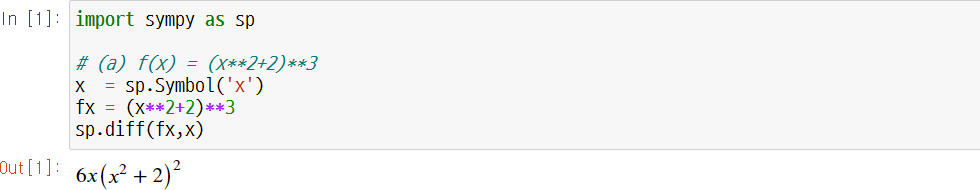 In [1]: import sympy as sp
# (a) f(x) = (x**2+2)**3
x  = sp.Symbol('x')
fx = (x**2+2)**3
sp.diff(fx,x)
Out[1]: 6x(x² + 2)²